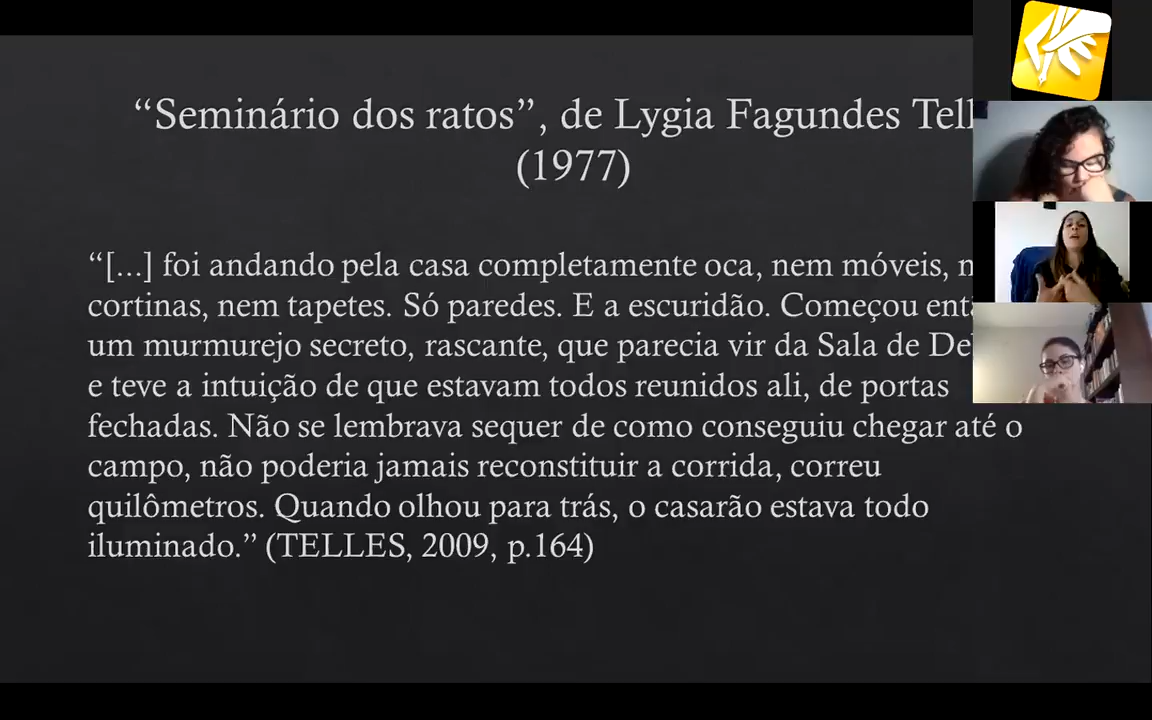 “Seminário dos ratos”, de Lygia Fagundes
(1977)
“[...] foi andando pela casa completamente oca, nem móveis,
cortinas, nem tapetes. Só paredes. E a escuridão. Começou
um murmurejo secreto, rascante, que parecia vir da Sala de
e teve a intuição de que estavam todos reunidos ali, de portas
fechadas. Não se lembrava sequer de como conseguiu chegar até o
campo, não poderia jamais reconstituir a corrida, correu
quilômetros. Quando olhou para trás, o casarão estava todo
iluminado.” (TELLES, 2009, p.164)